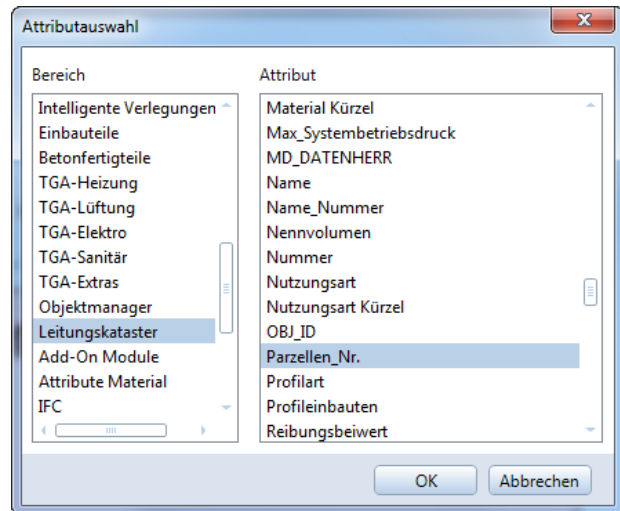 Attributauswahl
Bereich
Intelligente Verlegungen
Einbauteile
Betonfertigteile
TGA-Heizung
TGA-Lüftung
TGA-Elektro
TGA-Sanitär
TGA-Extras
Objektmanager
Leitungskataster
Add-On Module
Attribute Material
IFC
Attribut
Material Kürzel
Max_Systembetriebsdruck
MD_DATENHERR
Name
Name_Nummer
Nennvolumen
Nummer
Nutzungsart
Nutzungsart Kürzel
OBJ_ID
Parzellen_Nr.
Profilart
Profileinbauten
Reibungsbeiwert
OK
Abbrechen